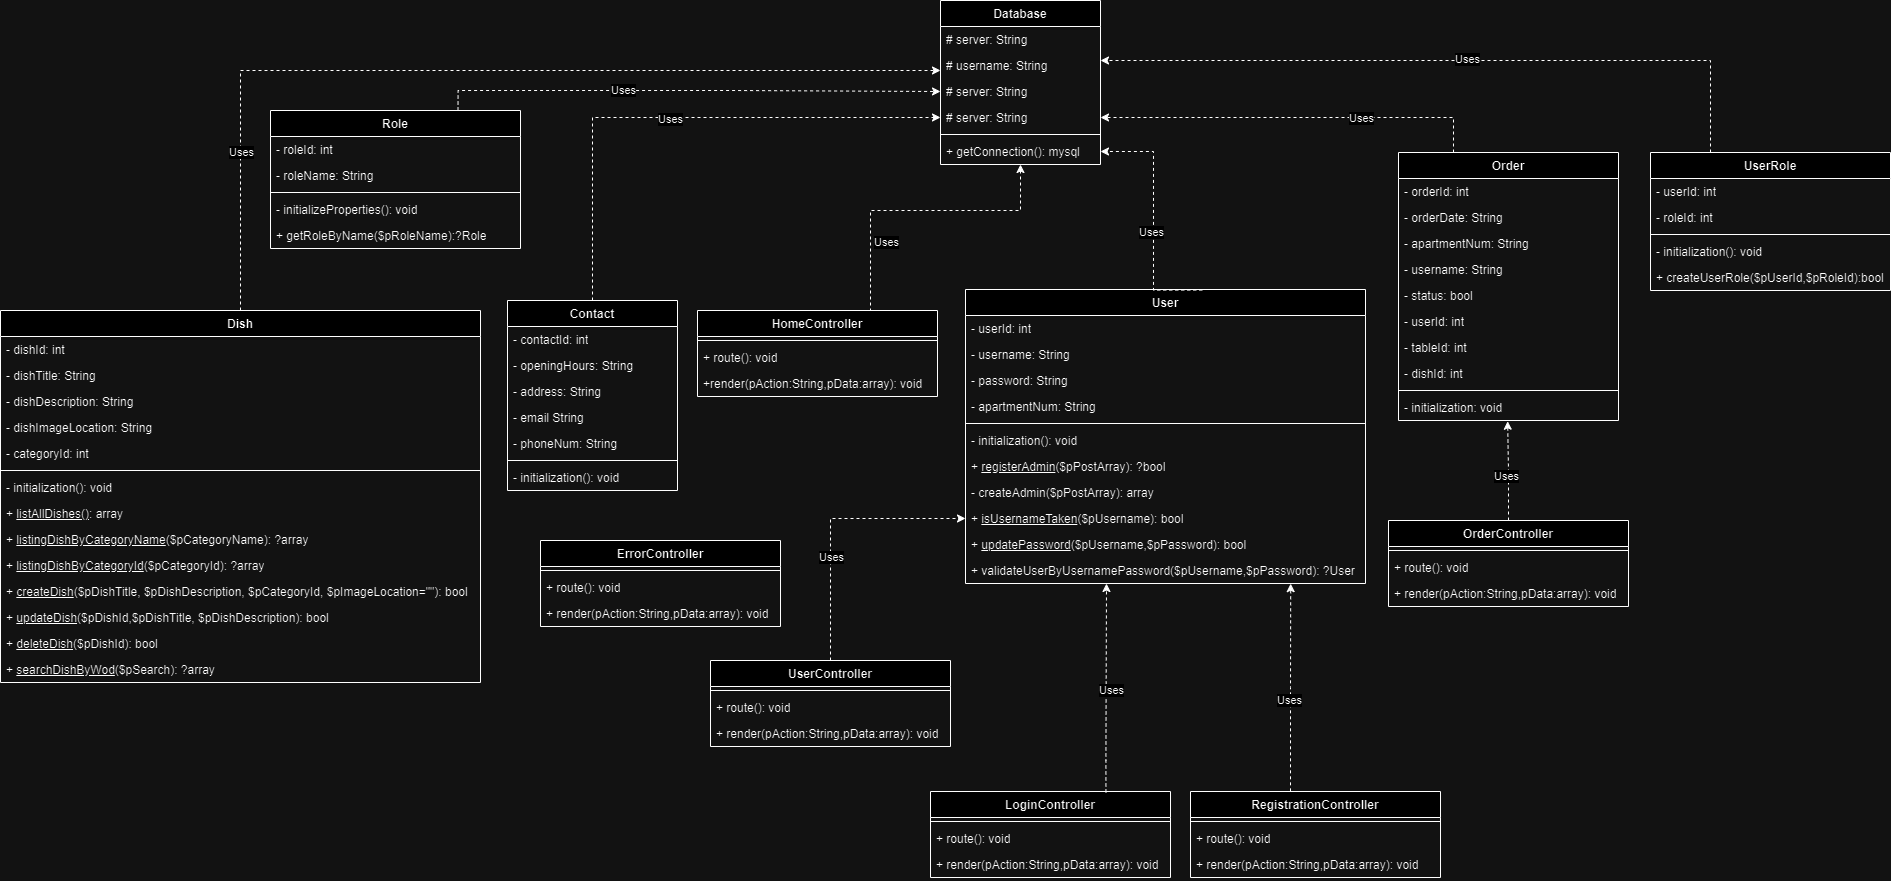 Database
# server: String
# username: String
# server: String
# server: String
+ getConnection(): mysql
Uses
Uses
Uses
Uses
Uses
Uses
Uses
Role
- roleId: int
- roleName: String
- initializeProperties(): void
+ getRoleByName($pRoleName):?Role
Order
- orderId: int
- orderDate: String
- apartmentNum: String
- username: String
- status: bool
- userId: int
- tableId: int
- dishId: int
- initialization: void
UserRole
- userId: int
- roleId: int
- initialization(): void
+ createUserRole($pUserId,$pRoleId):bool
Dish
- dishId: int
- dishTitle: String
- dishDescription: String
- dishImageLocation: String
- categoryId: int
- initialization(): void
+ listAllDishes(): array
+ listingDishByCategoryName($pCategoryName): ?array
+ listingDishByCategoryId($pCategoryId): ?array
+ createDish($pDishTitle, $pDishDescription, $pCategoryId, $pImageLocation=""): bool
+ updateDish($pDishId,$pDishTitle, $pDishDescription): bool
+ deleteDish($pDishId): bool
+ searchDishByWod($pSearch): ?array
Contact
- contactId: int
- openingHours: String
- address: String
- email String
- phoneNum: String
- initialization(): void
HomeController
+ route(): void
+render(pAction:String,pData:array): void
User
- userId: int
- username: String
- password: String
- apartmentNum: String
- initialization(): void
+ registerAdmin($pPostArray): ?bool
- createAdmin($pPostArray): array
+ isUsernameTaken($pUsername): bool
+ updatePassword($pUsername,$pPassword): bool
+ validateUserByUsernamePassword($pUsername,$pPassword): ?User
Uses
Uses
ErrorController
+ route(): void
+ render(pAction:String,pData:array): void
OrderController
+ route(): void
+ render(pAction:String,pData:array): void
UserController
+ route(): void
+ render(pAction:String,pData:array): void
Uses
Uses
LoginController
+ route(): void
+ render(pAction:String,pData:array): void
RegistrationController
+ route(): void
+ render(pAction:String,pData:array): void